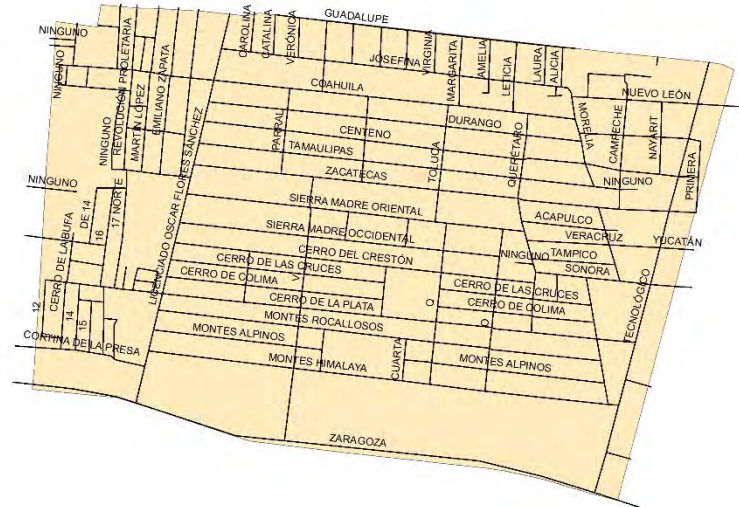 GUADALUPE
NINGUNO
CAROLINA
CATALINA
VERÓNICA
JOSEFINA
VIRGINIA
MARGARITA
AMELIA
LETICIA
LAURA
ALICIA
NINGUNO
REVOLUCIÓN PROLETARIA
MARTIN LOPEZ
EMILIANO ZAPATA
NINGUNO
COAHUILA
NUEVO LEÓN
PARRAL
CENTENO
DURANGO
TAMAULIPAS
TOLUCA
QUERÉTARO
MORELIA
CAMPECHE
NAYARIT
PRIMERA
ZACATECAS
NINGUNO
NINGUNO
LICENCIADO OSCAR FLORES SÁNCHEZ
17 NORTE
16
DE 14
CERRO DE LA BUFA
SIERRA MADRE ORIENTAL
ACAPULCO
SIERRA MADRE OCCIDENTAL
VERACRUZ
YUCATÁN
CERRO DEL CRESTÓN
NINGUNO
TAMPICO
CERRO DE LAS CRUCES
SONORA
CERRO DE COLIMA
CERRO DE LAS CRUCES
CERRO DE LA PLATA
CERRO DE COLIMA
TECNOLÓGICO
12
14
15
O
O
MONTES ROCALLOSOS
MONTES ALPINOS
CORTINA DE LA PRESA
MONTES HIMALAYA
CUARTA
MONTES ALPINOS
ZARAGOZA